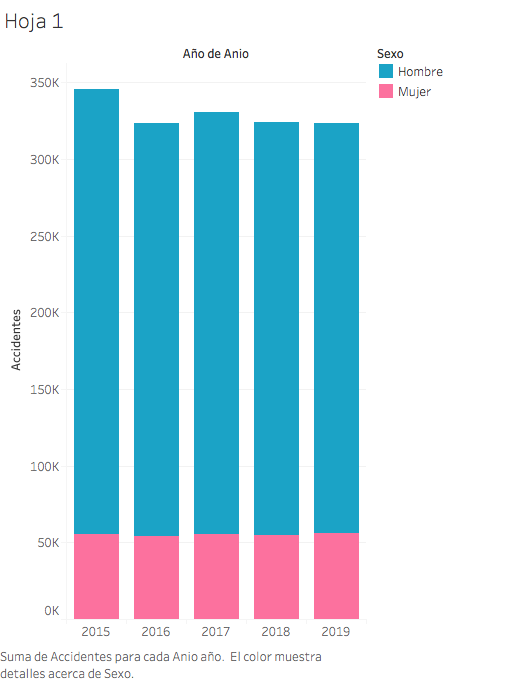 Hoja 1
Año de Anio
Sexo
Hombre
Mujer
350K
300K
250K
200K
150K
100K
50K
0K
Accidentes
2015 2016 2017 2018 2019
Suma de Accidentes para cada Anio año. El color muestra
detalles acerca de Sexo.